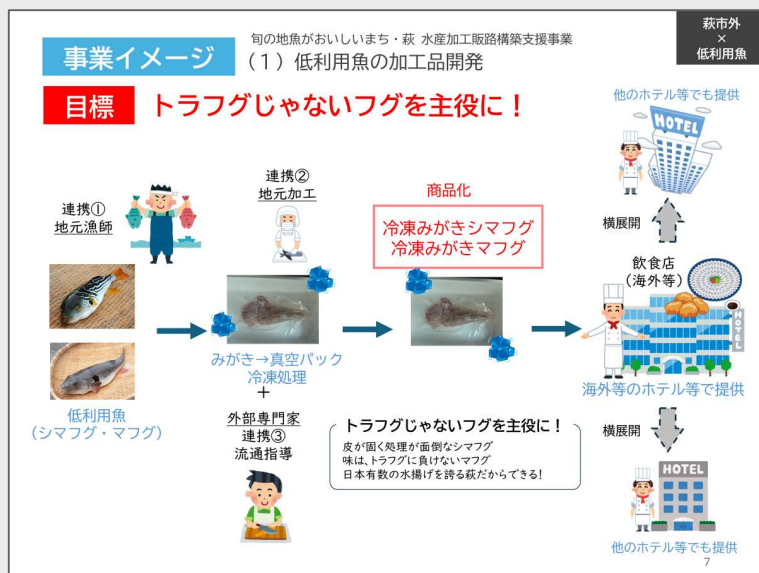 萩市外
×
低利用魚
旬の地魚がおいしいまち・萩 水産加工販路構築支援事業
事業イメージ
（1）低利用魚の加工品開発
目標
トラフグじゃないフグを主役に！
他のホテル等でも提供
HOTEL
横展開
連携①
地元漁師
連携②
地元加工
商品化
冷凍みがきシマフグ
冷凍みがきマフグ
飲食店
（海外等）
HOTEL
みがき→真空パック
冷凍処理
+
海外等のホテル等で提供
低利用魚
（シマフグ・マフグ）
外部専門家
連携③
流通指導
トラフグじゃないフグを主役に！
皮が固く処理が面倒なシマフグ
味は、トラフグに負けないマフグ
日本有数の水揚げを誇る萩だからできる！
横展開
HOTEL
他のホテル等でも提供
7